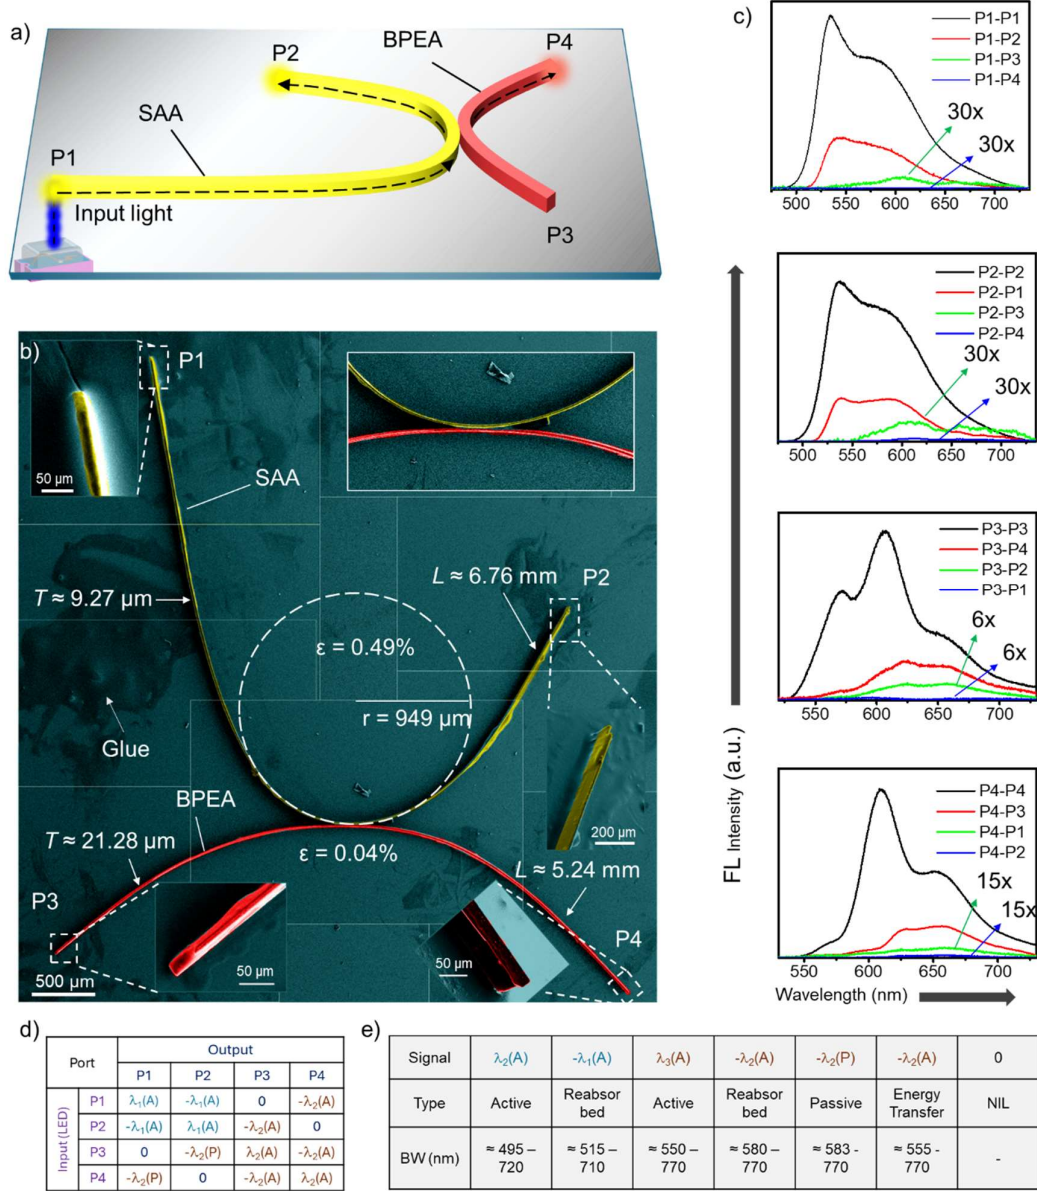 a)
P2
BPEA
P4
SAA
P1
Input light
P3
b)
P1
50 µm
SAA
T ≈ 9.27 µm
L ≈ 6.76 mm
P2
ε = 0.49%
r = 949 µm
Glue
BPEA
200 µm
T ≈ 21.28 µm
ε = 0.04%
L ≈ 5.24 mm
P3
P4
50 µm
50 µm
500 µm
c)
P1-P1
P1-P2
P1-P3
P1-P4
30x
30x
500 550 600 650 700
P2-P2
P2-P1
P2-P3
P2-P4
30x
30x
500 550 600 650 700
P3-P3
P3-P4
P3-P2
P3-P1
6x
6x
550 600 650 700
P4-P4
P4-P3
P4-P1
P4-P2
15x
15x
550 600 650 700
FL Intensity (a.u.)
Wavelength (nm)
d)
Port Output
P1 P2 P3 P4
Input (LED)
P1 λ₁(A) -λ₁(A) 0 -λ₂(A)
P2 -λ₁(A) λ₁(A) -λ₂(A) 0
P3 0 -λ₂(P) λ₂(A) -λ₂(A)
P4 -λ₂(P) 0 -λ₂(A) λ₂(A)
e)
Signal λ₂(A) -λ₁(A) λ₃(A) -λ₂(A) -λ₂(P) -λ₂(A) 0
Type Active Reabsor bed Active Reabsor bed Passive Energy Transfer NIL
BW (nm) ≈ 495 – 720 ≈ 515 – 710 ≈ 550 – 770 ≈ 580 – 770 ≈ 583 – 770 ≈ 555 - 770 -